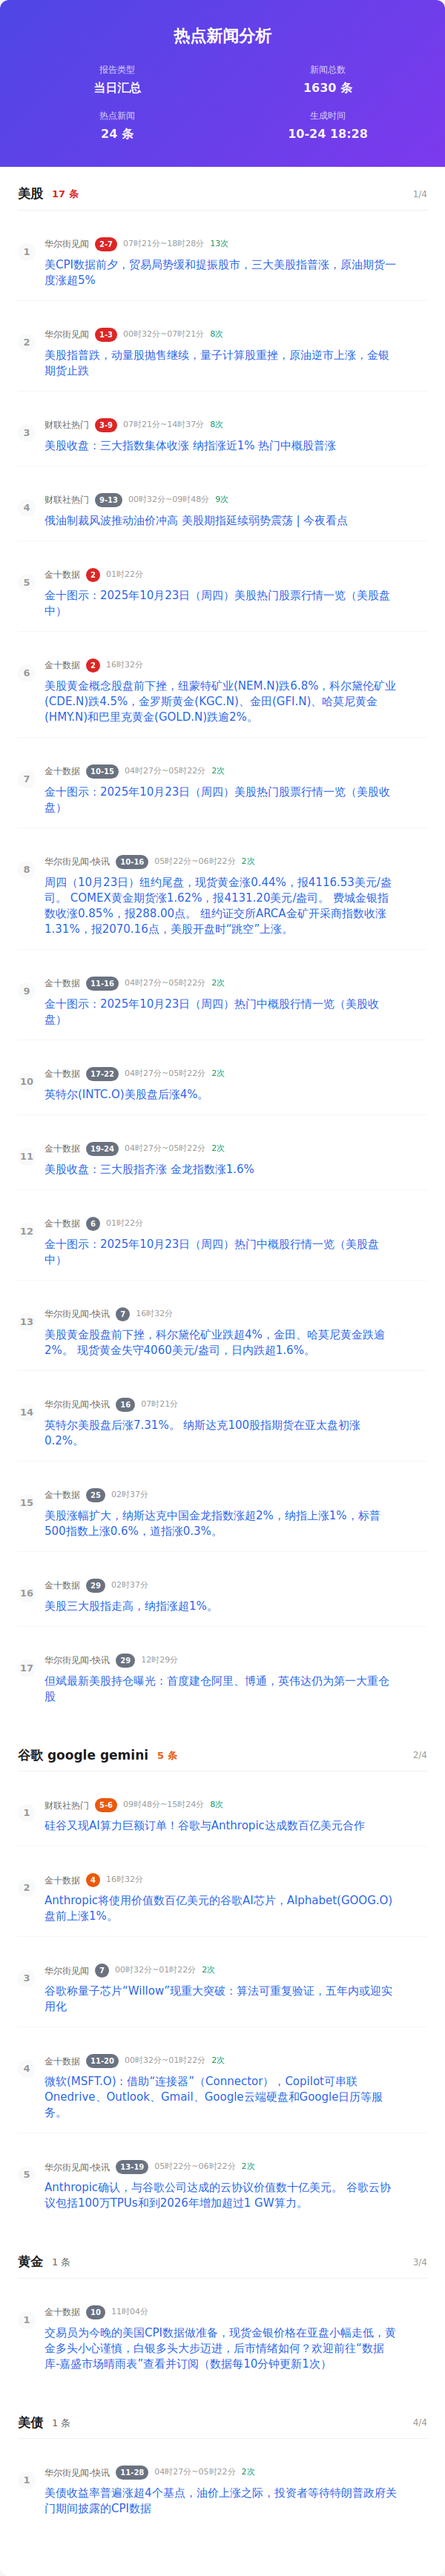 热点新闻分析
报告类型
当日汇总
新闻总数
1630 条
热点新闻
24 条
生成时间
10-24 18:28
美股 17 条 1/4
1
华尔街见闻 2-7 07时21分~18时28分 13次
美CPI数据前夕，贸易局势缓和提振股市，三大美股指普涨，原油期货一
度涨超5%
2
华尔街见闻 1-3 00时32分~07时21分 8次
美股指普跌，动量股抛售继续，量子计算股重挫，原油逆市上涨，金银
期货止跌
3
财联社热门 3-9 07时21分~14时37分 8次
美股收盘：三大指数集体收涨 纳指涨近1% 热门中概股普涨
4
财联社热门 9-13 00时32分~09时48分 9次
俄油制裁风波推动油价冲高 美股期指延续弱势震荡 | 今夜看点
5
金十数据 2 01时22分
金十图示：2025年10月23日（周四）美股热门股票行情一览（美股盘
中）
6
金十数据 2 16时32分
美股黄金概念股盘前下挫，纽蒙特矿业(NEM.N)跌6.8%，科尔黛伦矿业
(CDE.N)跌4.5%，金罗斯黄金(KGC.N)、金田(GFI.N)、哈莫尼黄金
(HMY.N)和巴里克黄金(GOLD.N)跌逾2%。
7
金十数据 10-15 04时27分~05时22分 2次
金十图示：2025年10月23日（周四）美股热门股票行情一览（美股收
盘）
8
华尔街见闻-快讯 10-16 05时22分~06时22分 2次
周四（10月23日）纽约尾盘，现货黄金涨0.44%，报4116.53美元/盎
司。 COMEX黄金期货涨1.62%，报4131.20美元/盎司。 费城金银指
数收涨0.85%，报288.00点。 纽约证交所ARCA金矿开采商指数收涨
1.31%，报2070.16点，美股开盘时“跳空”上涨。
9
金十数据 11-16 04时27分~05时22分 2次
金十图示：2025年10月23日（周四）热门中概股行情一览（美股收
盘）
10
金十数据 17-22 04时27分~05时22分 2次
英特尔(INTC.O)美股盘后涨4%。
11
金十数据 19-24 04时27分~05时22分 2次
美股收盘：三大股指齐涨 金龙指数涨1.6%
12
金十数据 6 01时22分
金十图示：2025年10月23日（周四）热门中概股行情一览（美股盘
中）
13
华尔街见闻-快讯 7 16时32分
美股黄金股盘前下挫，科尔黛伦矿业跌超4%，金田、哈莫尼黄金跌逾
2%。 现货黄金失守4060美元/盎司，日内跌超1.6%。
14
华尔街见闻-快讯 16 07时21分
英特尔美股盘后涨7.31%。 纳斯达克100股指期货在亚太盘初涨
0.2%。
15
金十数据 25 02时37分
美股涨幅扩大，纳斯达克中国金龙指数涨超2%，纳指上涨1%，标普
500指数上涨0.6%，道指涨0.3%。
16
金十数据 29 02时37分
美股三大股指走高，纳指涨超1%。
17
华尔街见闻-快讯 29 12时29分
但斌最新美股持仓曝光：首度建仓阿里、博通，英伟达仍为第一大重仓
股
谷歌 google gemini 5 条 2/4
1
财联社热门 5-6 09时48分~15时24分 8次
硅谷又现AI算力巨额订单！谷歌与Anthropic达成数百亿美元合作
2
金十数据 4 16时32分
Anthropic将使用价值数百亿美元的谷歌AI芯片，Alphabet(GOOG.O)
盘前上涨1%。
3
华尔街见闻 7 00时32分~01时22分 2次
谷歌称量子芯片“Willow”现重大突破：算法可重复验证，五年内或迎实
用化
4
金十数据 11-20 00时32分~01时22分 2次
微软(MSFT.O)：借助“连接器”（Connector），Copilot可串联
Onedrive、Outlook、Gmail、Google云端硬盘和Google日历等服
务。
5
华尔街见闻-快讯 13-19 05时22分~06时22分 2次
Anthropic确认，与谷歌公司达成的云协议价值数十亿美元。 谷歌云协
议包括100万TPUs和到2026年增加超过1 GW算力。
黄金 1 条 3/4
1
金十数据 10 11时04分
交易员为今晚的美国CPI数据做准备，现货金银价格在亚盘小幅走低，黄
金多头小心谨慎，白银多头大步迈进，后市情绪如何？欢迎前往“数据
库-嘉盛市场晴雨表”查看并订阅（数据每10分钟更新1次）
美债 1 条 4/4
1
华尔街见闻-快讯 11-28 04时27分~05时22分 2次
美债收益率普遍涨超4个基点，油价上涨之际，投资者等待特朗普政府关
门期间披露的CPI数据